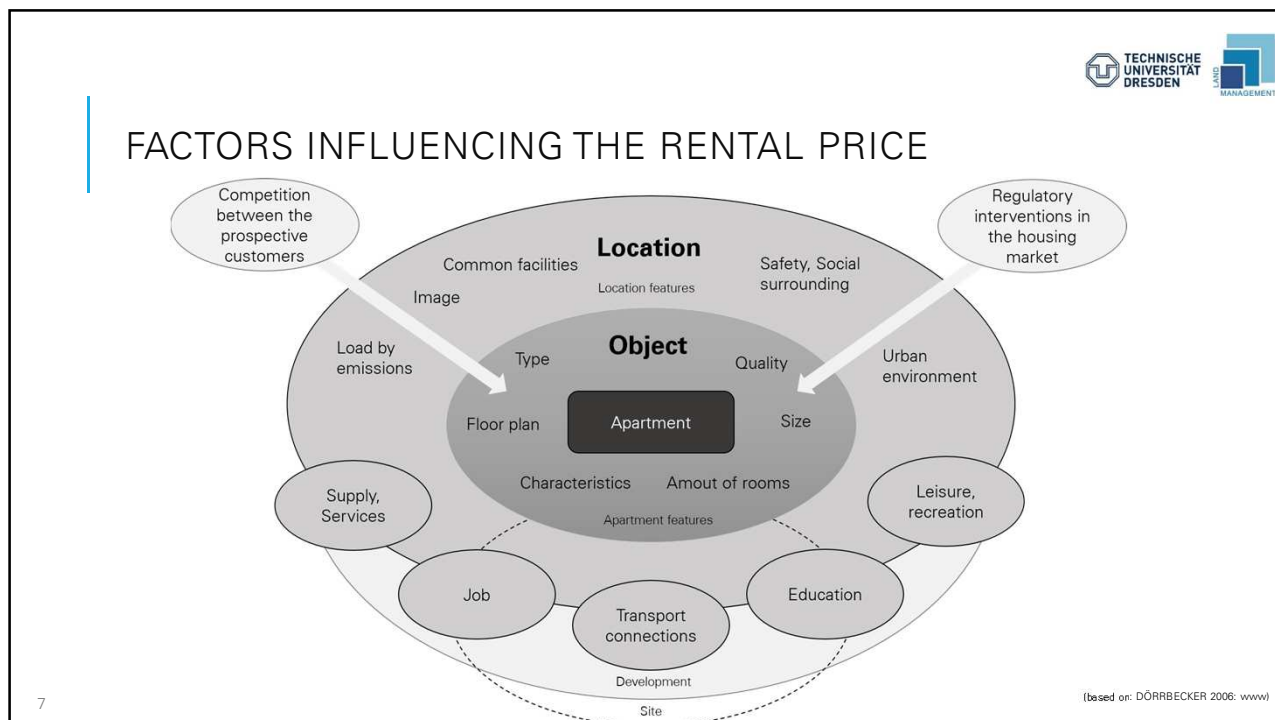 TECHNISCHE
UNIVERSITÄT
DRESDEN
LAND
MANAGEMENT
FACTORS INFLUENCING THE RENTAL PRICE
Competition
between the
prospective
customers
Regulatory
interventions in
the housing
market
Location
Common facilities
Safety, Social
surrounding
Location features
Image
Load by
emissions
Urban
environment
Object
Type
Quality
Floor plan
Apartment
Size
Characteristics
Amout of rooms
Apartment features
Supply,
Services
Leisure,
recreation
Job
Education
Transport
connections
Development
Site
7
(based on: DÖRRBECKER 2006: www)